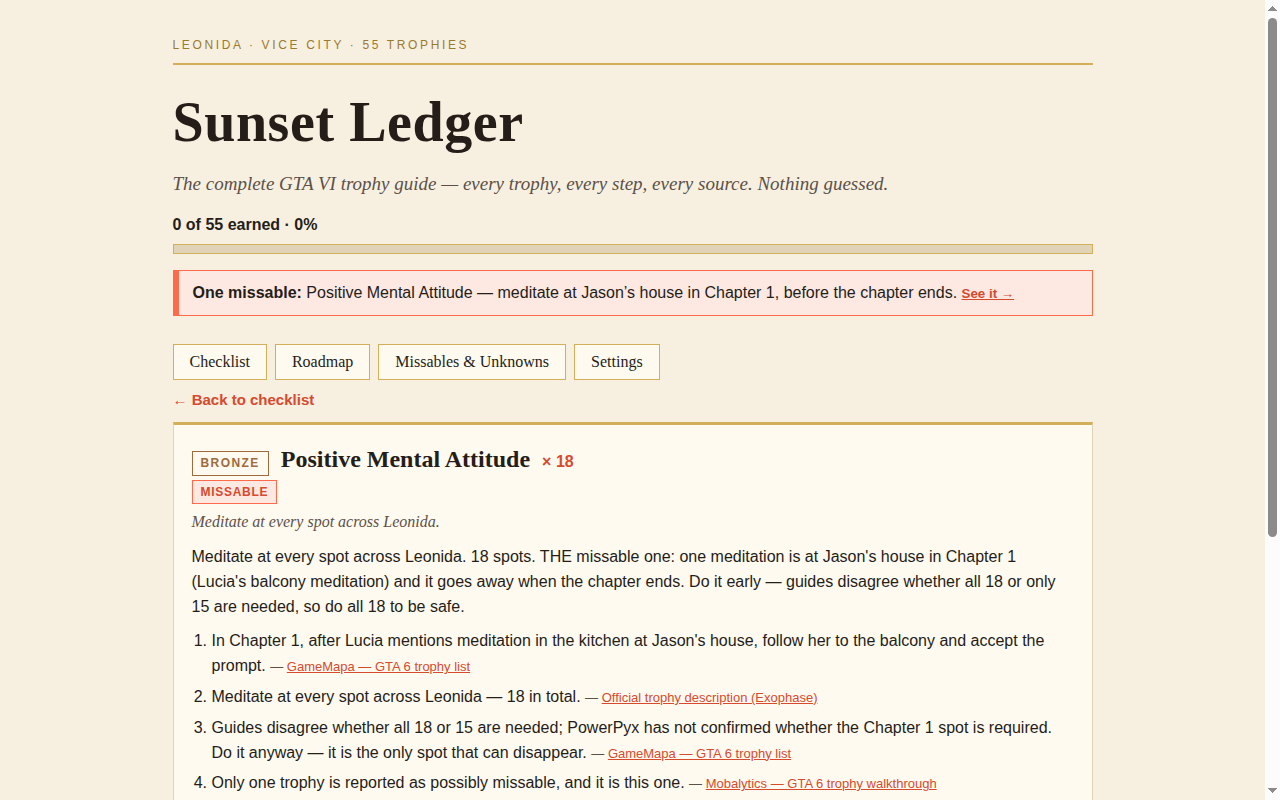 LEONIDA · VICE CITY · 55 TROPHIES
Sunset Ledger
The complete GTA VI trophy guide — every trophy, every step, every source. Nothing guessed.
0 of 55 earned · 0%
One missable: Positive Mental Attitude — meditate at Jason’s house in Chapter 1, before the chapter ends. See it →
Checklist
Roadmap
Missables & Unknowns
Settings
← Back to checklist
BRONZE Positive Mental Attitude × 18
MISSABLE
Meditate at every spot across Leonida.
Meditate at every spot across Leonida. 18 spots. THE missable one: one meditation is at Jason's house in Chapter 1
(Lucia's balcony meditation) and it goes away when the chapter ends. Do it early — guides disagree whether all 18 or only
15 are needed, so do all 18 to be safe.
1. In Chapter 1, after Lucia mentions meditation in the kitchen at Jason's house, follow her to the balcony and accept the
prompt. — GameMapa — GTA 6 trophy list
2. Meditate at every spot across Leonida — 18 in total. — Official trophy description (Exophase)
3. Guides disagree whether all 18 or 15 are needed; PowerPyx has not confirmed whether the Chapter 1 spot is required.
Do it anyway — it is the only spot that can disappear. — GameMapa — GTA 6 trophy list
4. Only one trophy is reported as possibly missable, and it is this one. — Mobalytics — GTA 6 trophy walkthrough